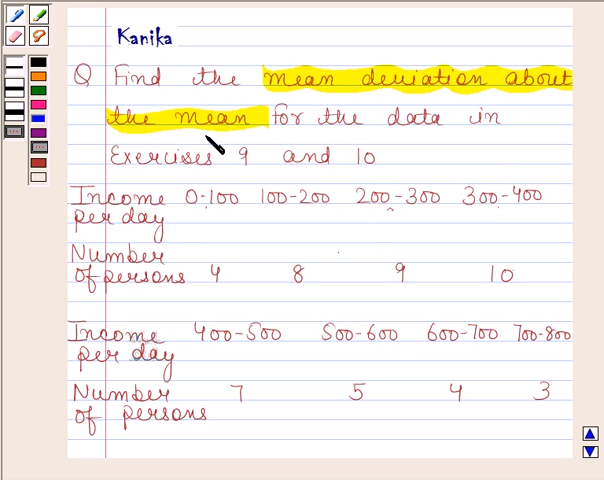 Kanika
Q Find the mean deviation about
the mean for the data in
Exercises 9 and 10
Income 0-100 100-200 200-300 300-400
per day
Number
of persons 4 8 9 10
Income 400-500 500-600 600-700 700-800
per day
Number 7 5 4 3
of persons